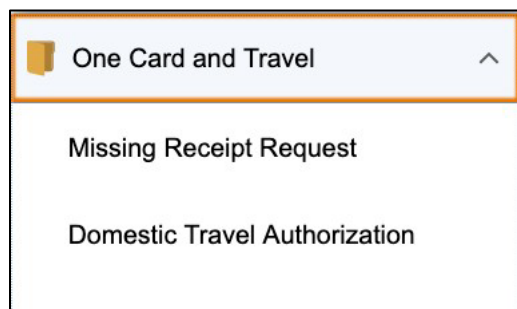 One Card and Travel
Missing Receipt Request
Domestic Travel Authorization